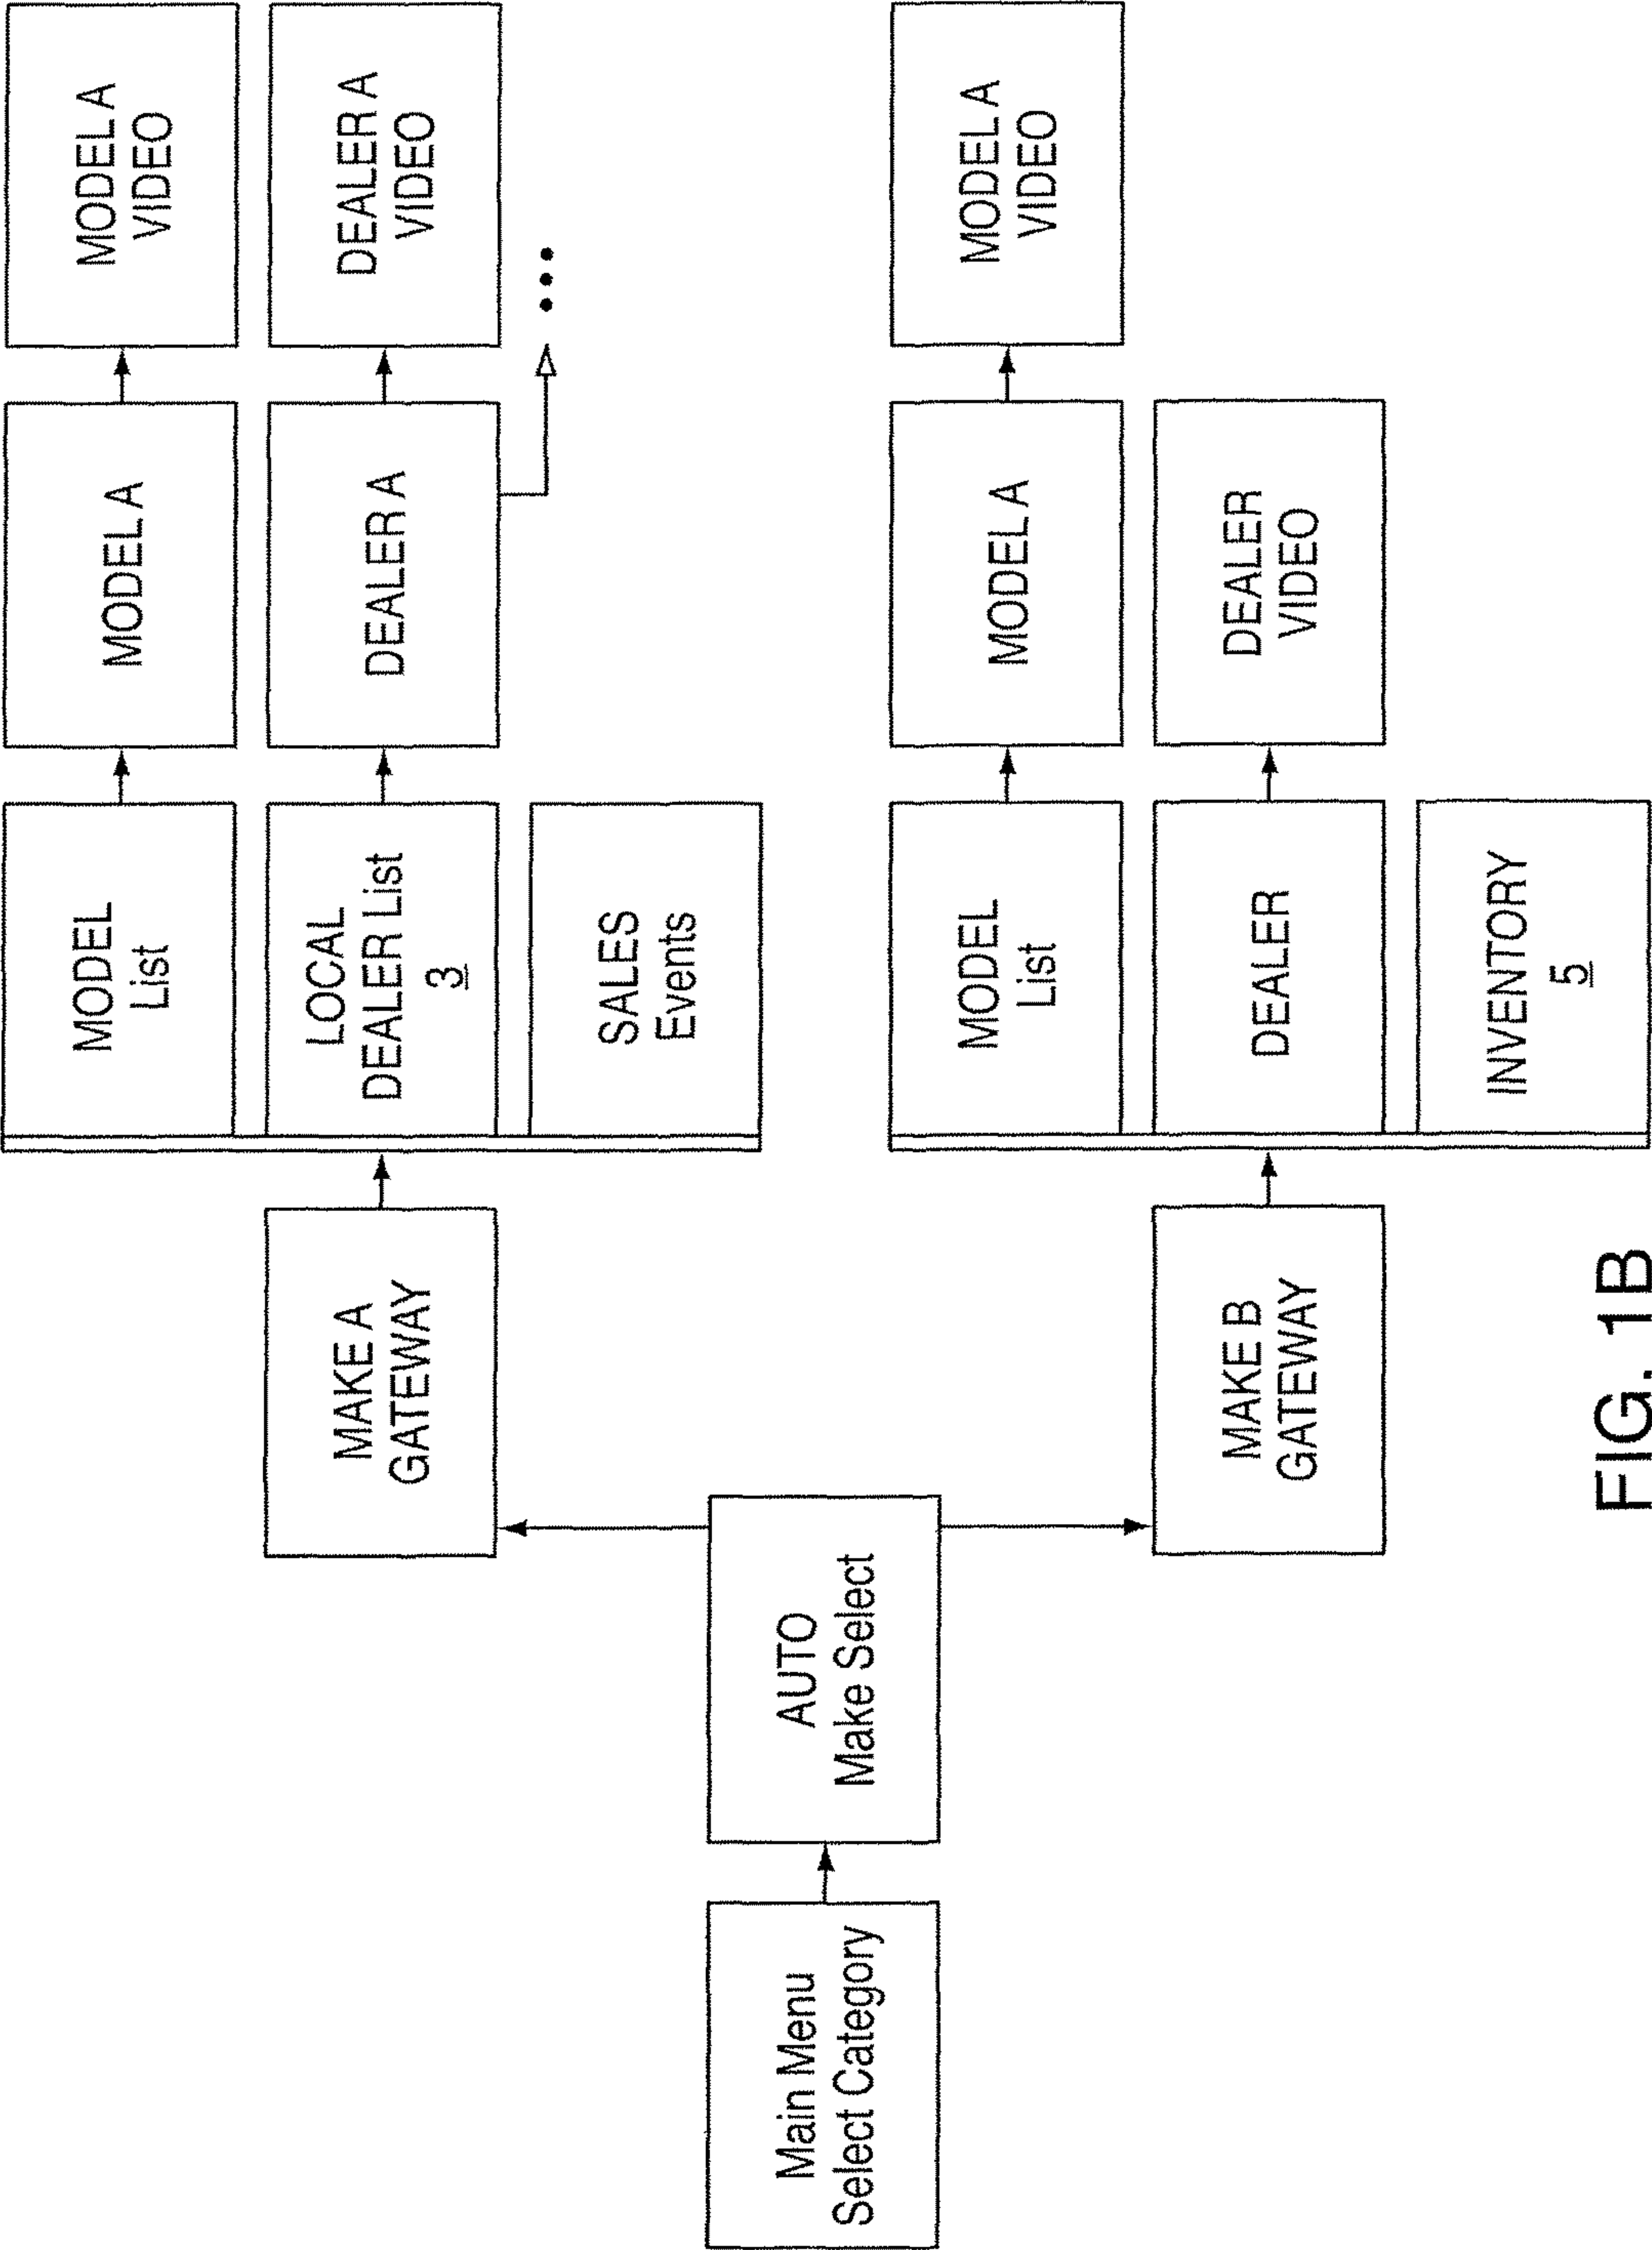 Main Menu
Select Category
AUTO
Make Select
MAKE A
GATEWAY
MODEL
List
MODEL A
MODEL A
VIDEO
LOCAL
DEALER List
3
DEALER A
DEALER A
VIDEO
SALES
Events
MAKE B
GATEWAY
MODEL
List
MODEL A
MODEL A
VIDEO
DEALER
DEALER
VIDEO
INVENTORY
5
FIG. 1B